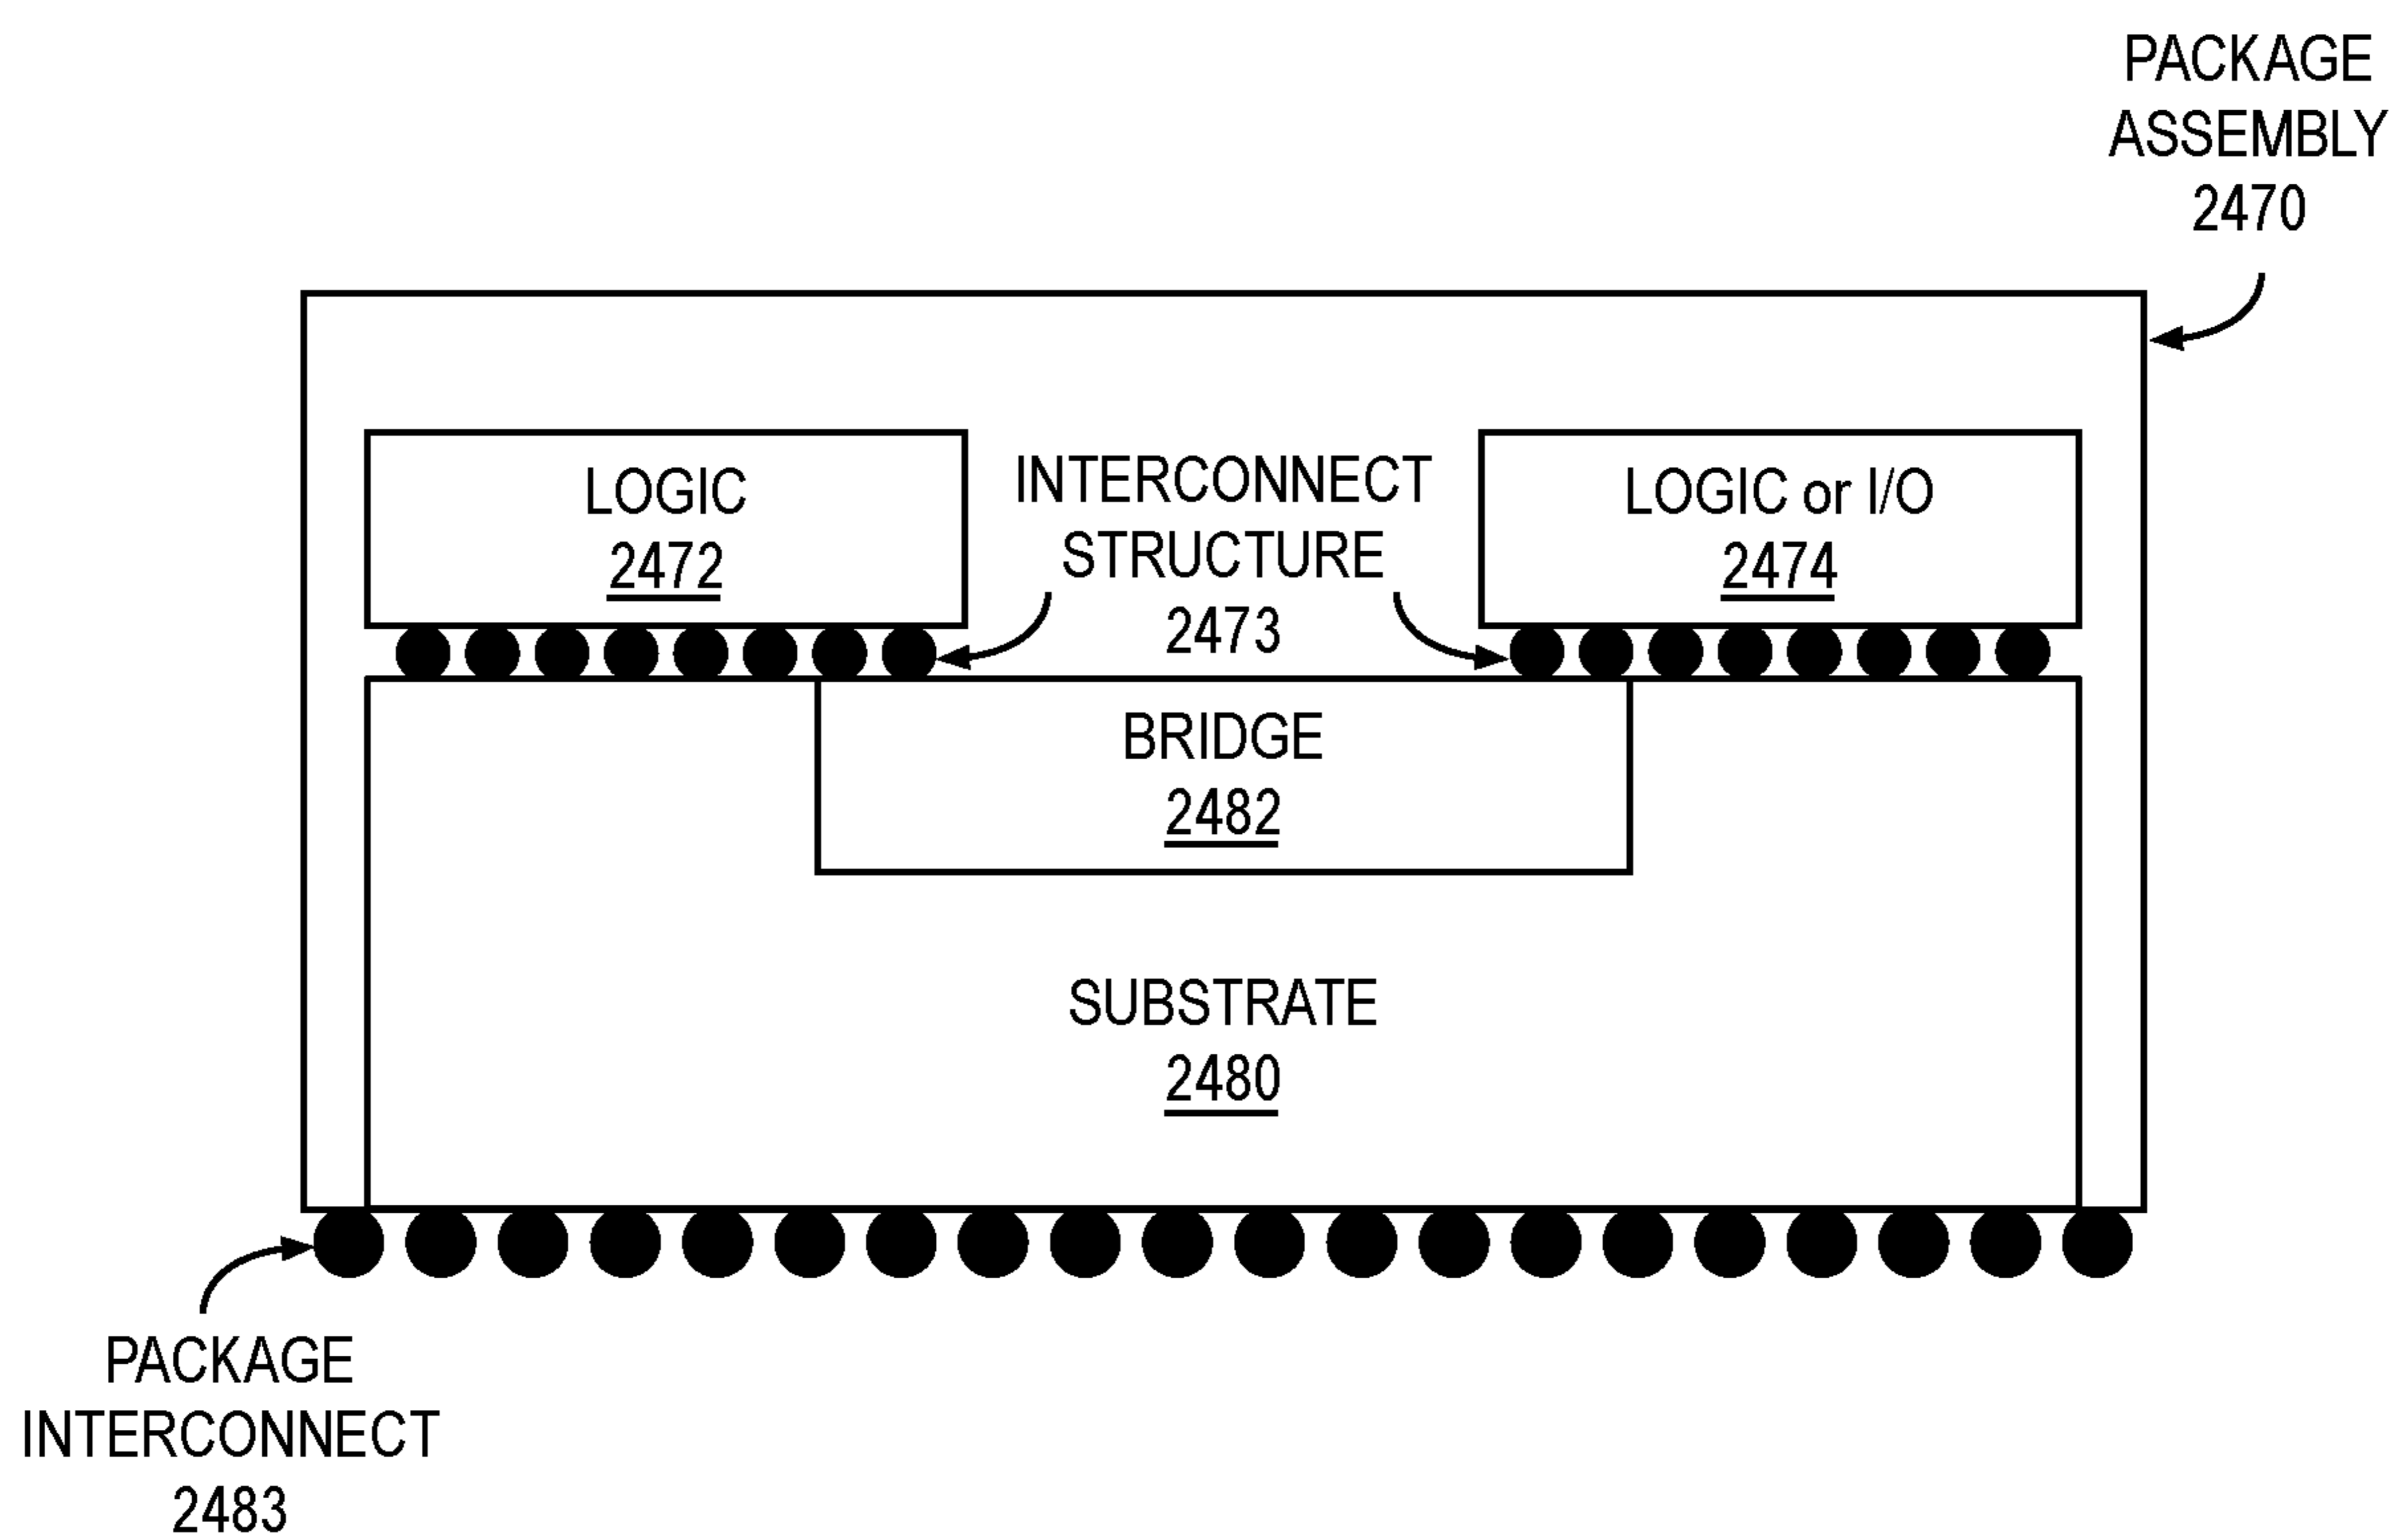 PACKAGE
ASSEMBLY
2470
LOGIC
2472
INTERCONNECT
STRUCTURE
2473
LOGIC or I/O
2474
BRIDGE
2482
SUBSTRATE
2480
PACKAGE
INTERCONNECT
2483